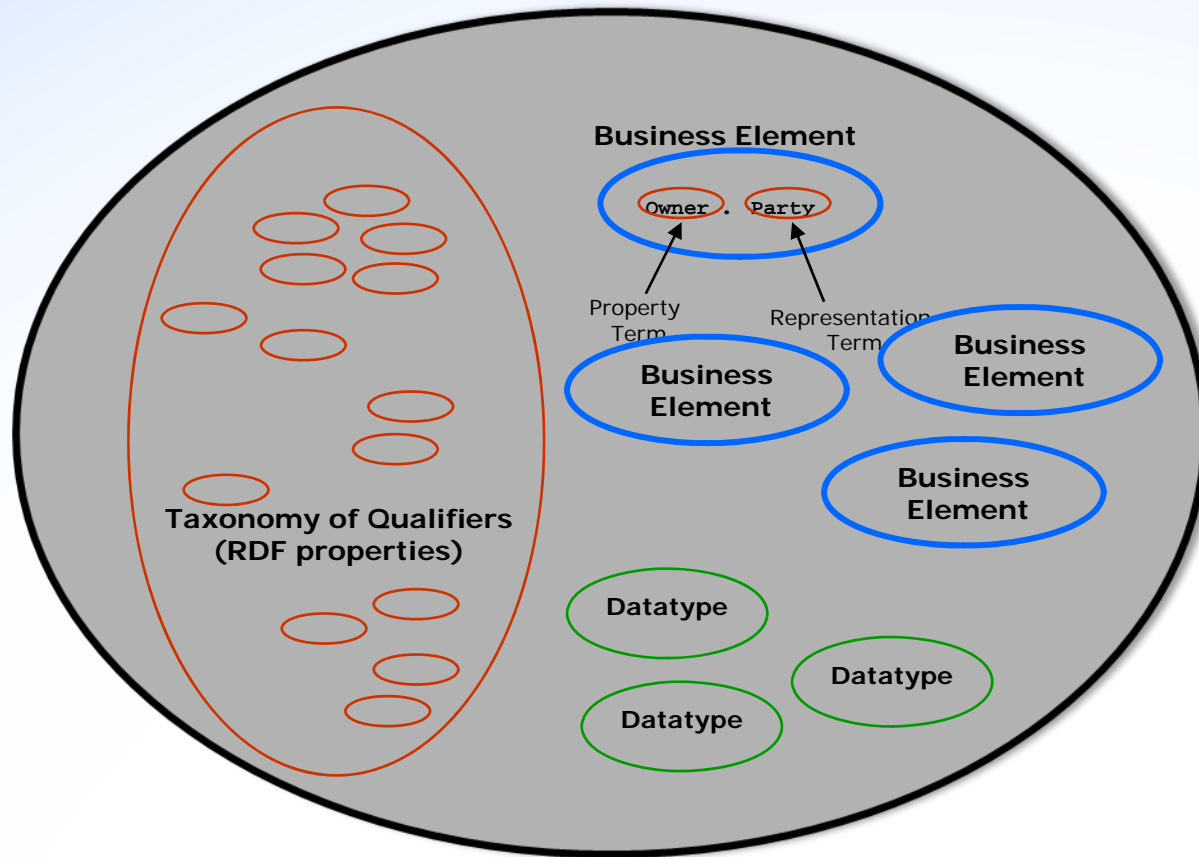 Business Element
Owner . Party
Property
Term
Representation
Term
Business
Element
Business
Element
Business
Element
Taxonomy of Qualifiers
(RDF properties)
Datatype
Datatype
Datatype